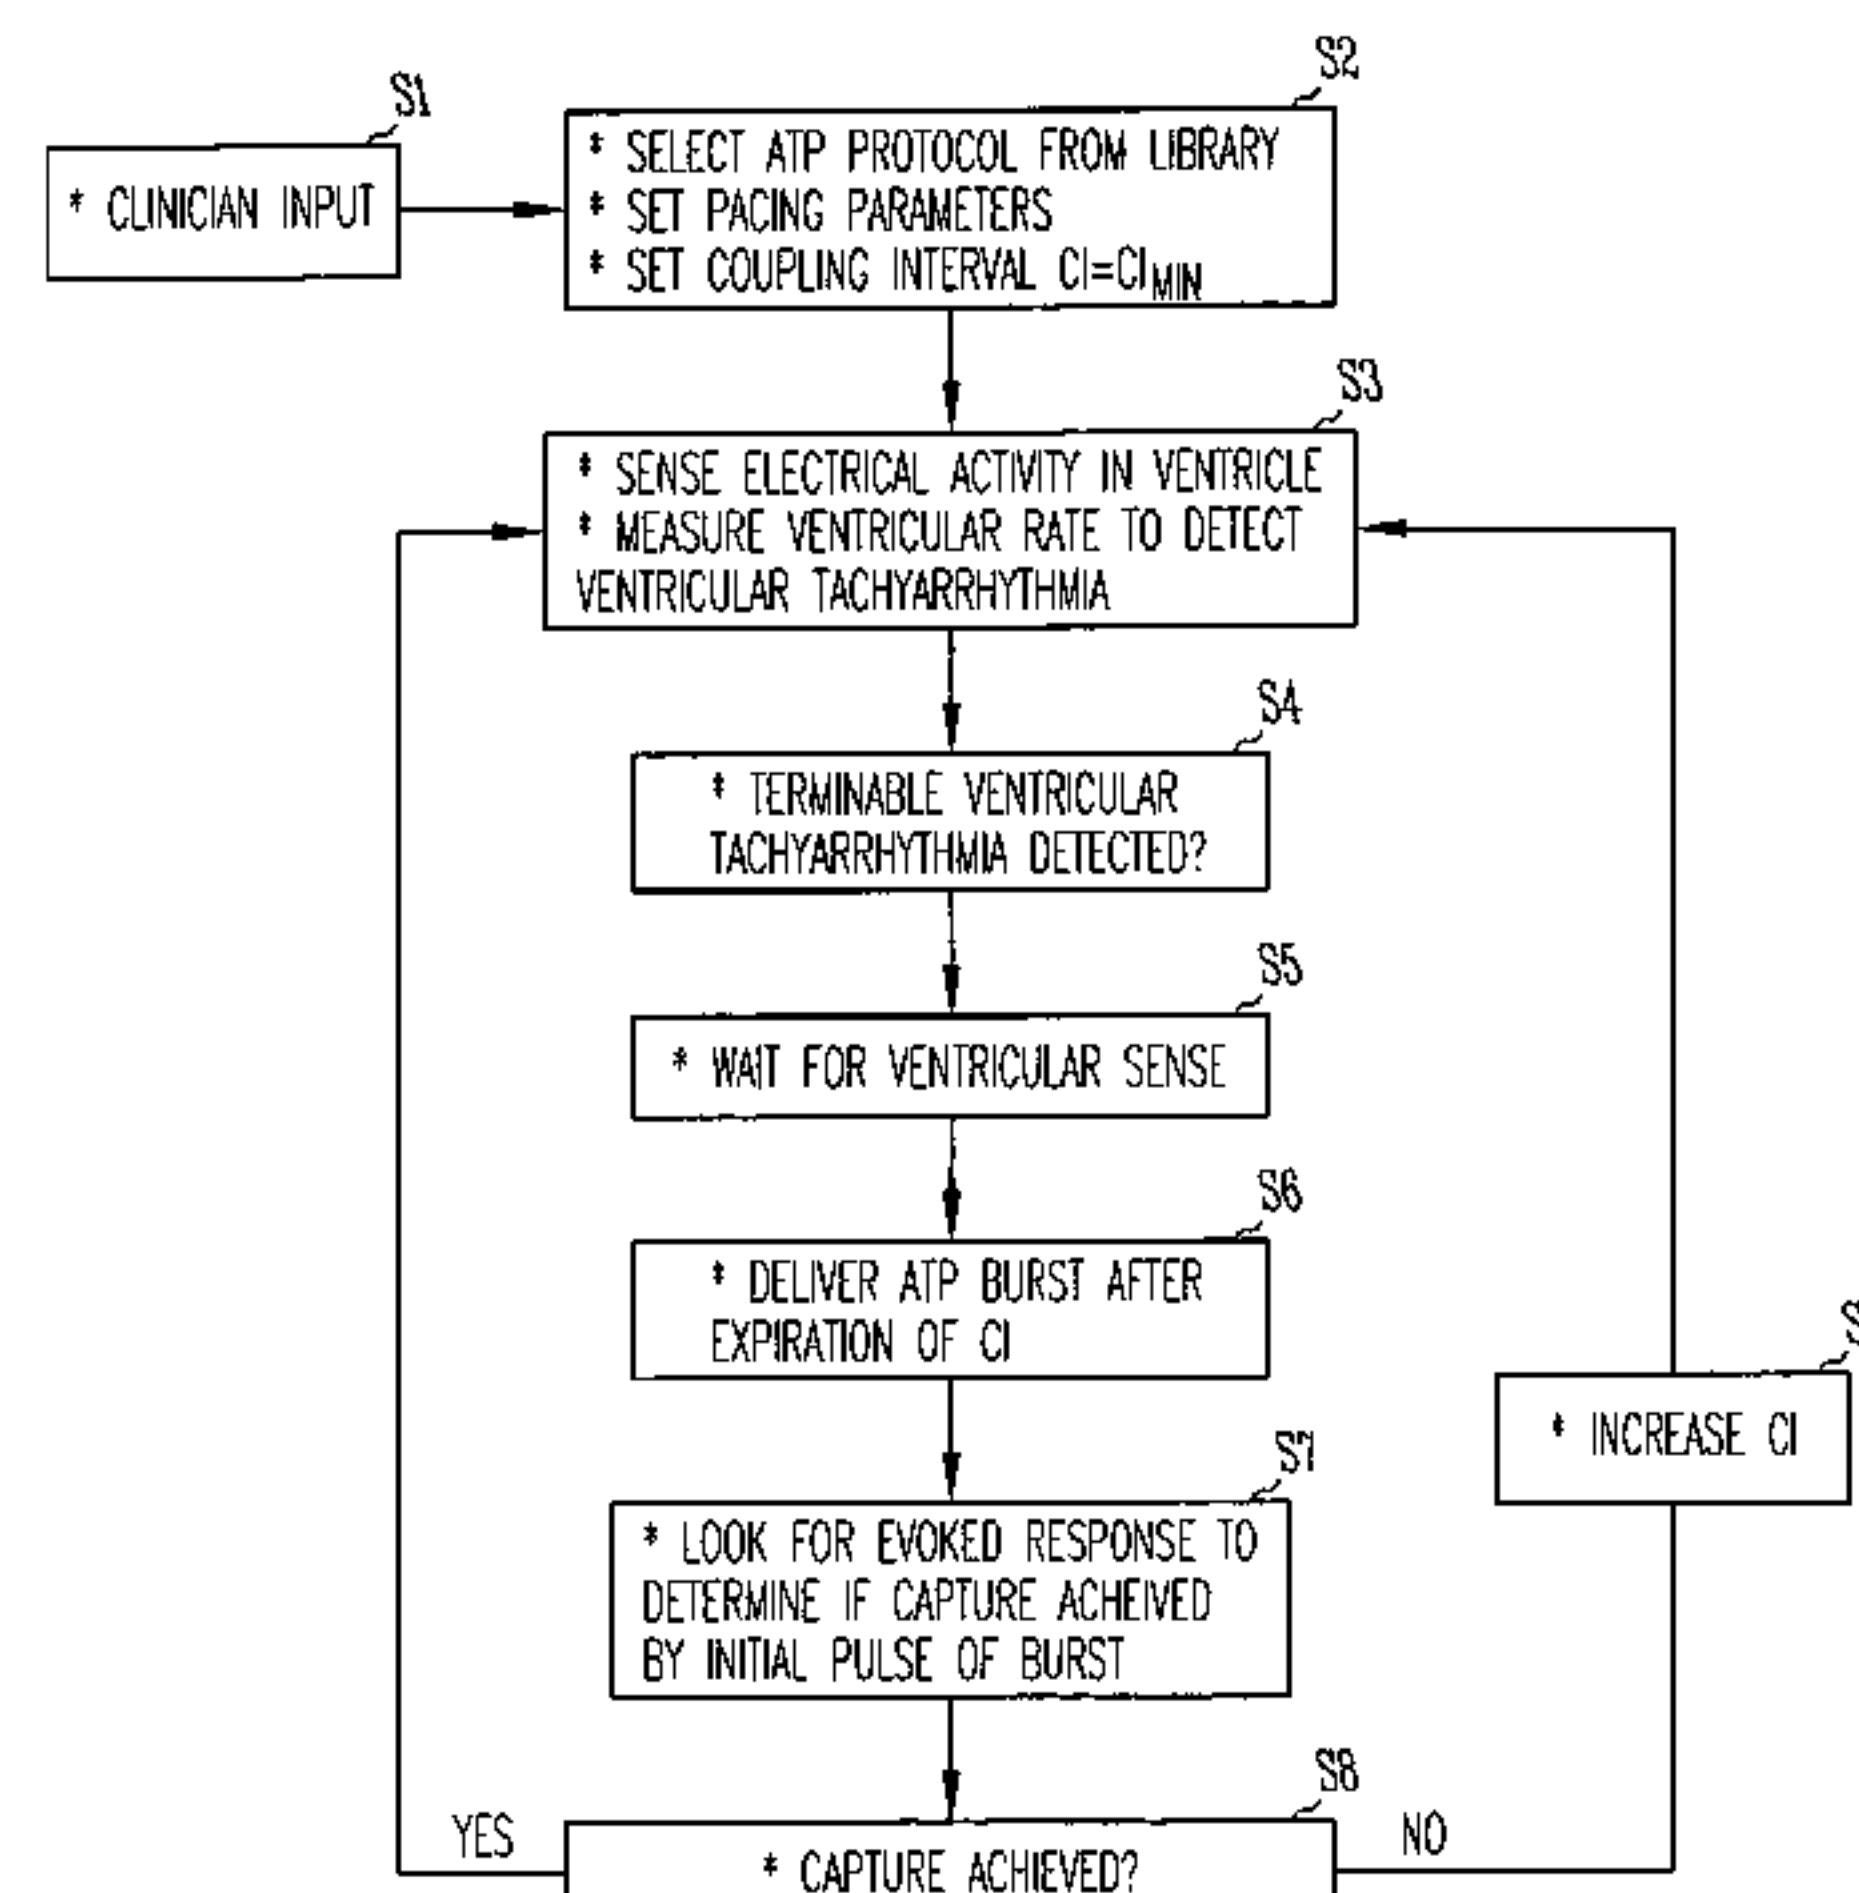 S1
* CLINICIAN INPUT
S2
* SELECT ATP PROTOCOL FROM LIBRARY
* SET PACING PARAMETERS
* SET COUPLING INTERVAL CI=CI MIN
S3
* SENSE ELECTRICAL ACTIVITY IN VENTRICLE
* MEASURE VENTRICULAR RATE TO DETECT
VENTRICULAR TACHYARRHYTHMIA
S4
* TERMINABLE VENTRICULAR
TACHYARRHYTHMIA DETECTED?
S5
* WAIT FOR VENTRICULAR SENSE
S6
* DELIVER ATP BURST AFTER
EXPIRATION OF CI
* INCREASE CI
S7
* LOOK FOR EVOKED RESPONSE TO
DETERMINE IF CAPTURE ACHEIVED
BY INITIAL PULSE OF BURST
S8
YES
* CAPTURE ACHIEVED?
NO